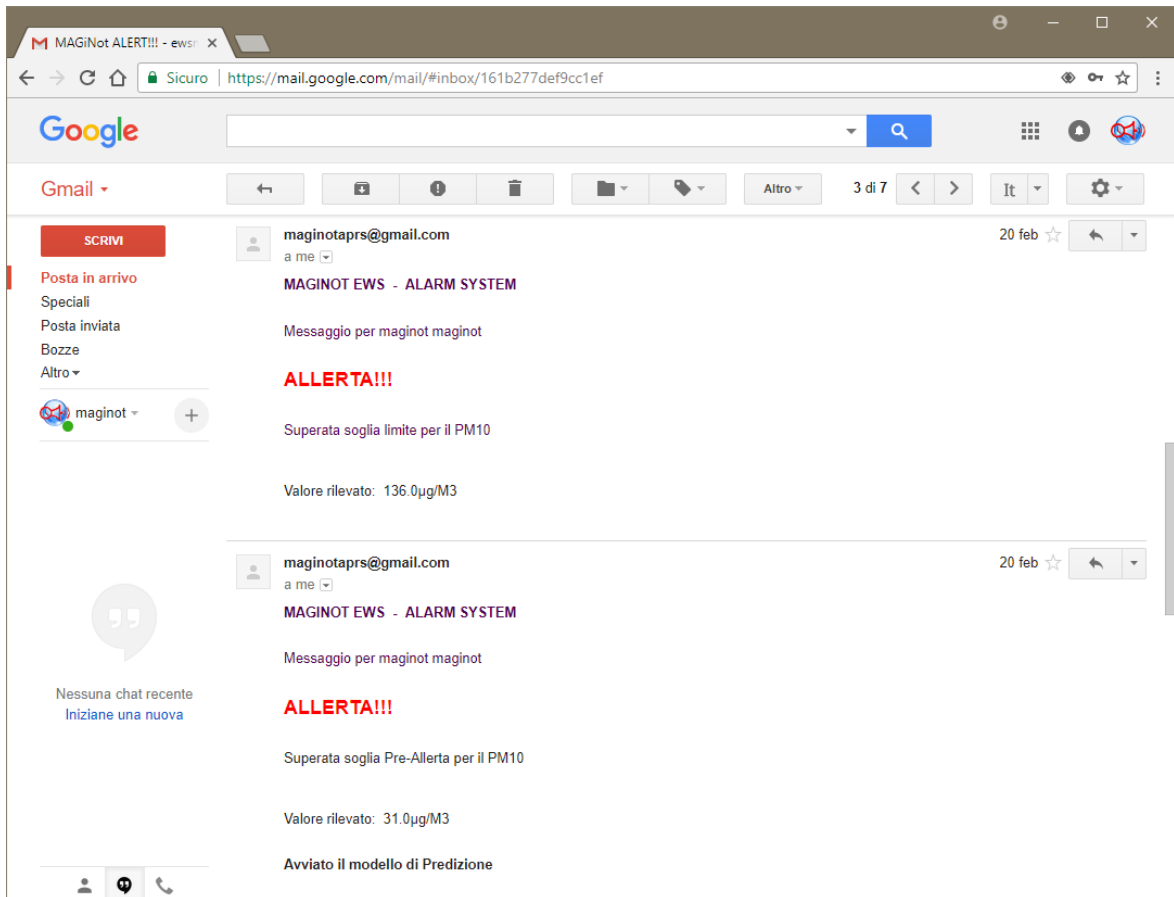 MAGiNot ALERT!!! - ewsn
Sicuro | https://mail.google.com/mail/#inbox/161b277def9cc1ef
Google
Gmail
Altro
3 di 7
It
SCRIVI
Posta in arrivo
Speciali
Posta inviata
Bozze
Altro
maginot
Nessuna chat recente
Iniziane una nuova
maginotaprs@gmail.com
20 feb
a me
MAGINOT EWS - ALARM SYSTEM
Messaggio per maginot maginot
ALLERTA!!!
Superata soglia limite per il PM10
Valore rilevato: 136.0µg/M3
maginotaprs@gmail.com
20 feb
a me
MAGINOT EWS - ALARM SYSTEM
Messaggio per maginot maginot
ALLERTA!!!
Superata soglia Pre-Allerta per il PM10
Valore rilevato: 31.0µg/M3
Avviato il modello di Predizione